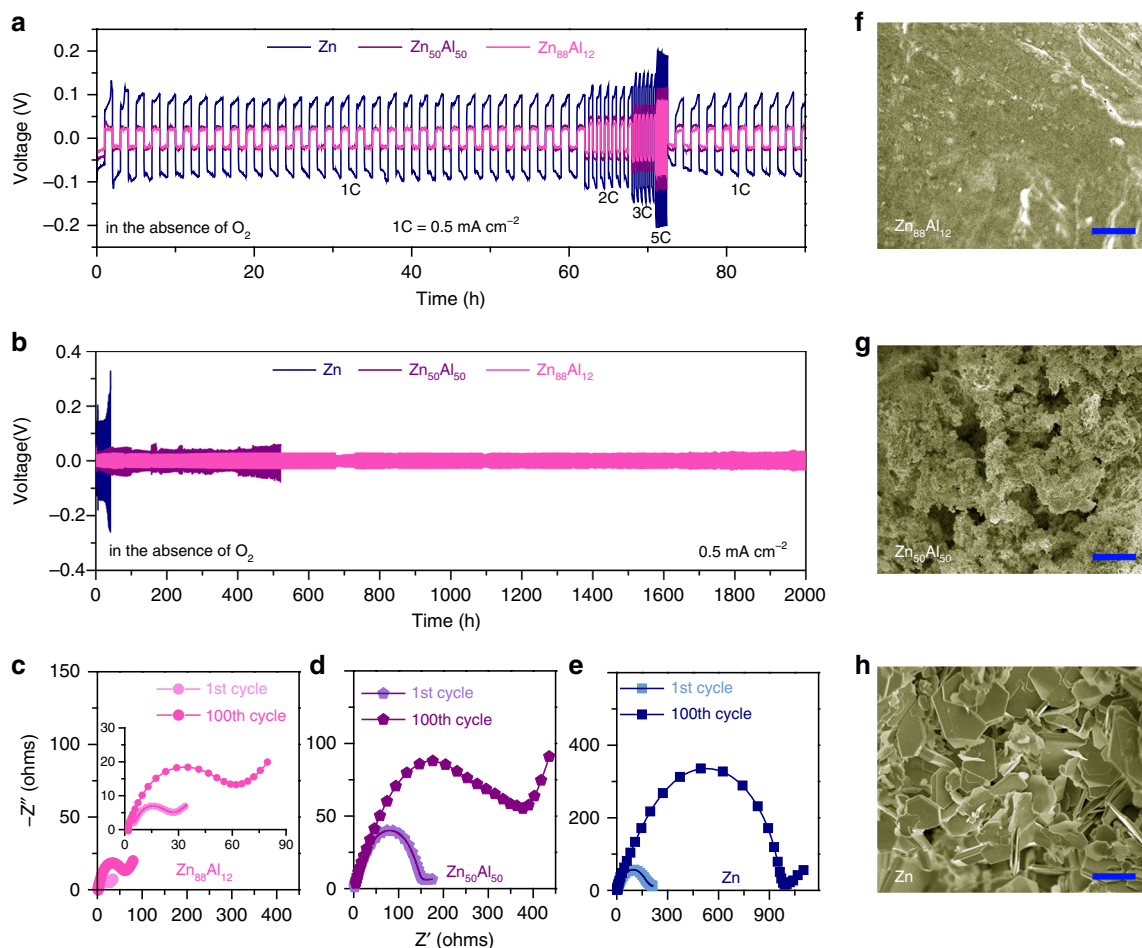 a
Zn Zn₅₀Al₅₀ Zn₈₈Al₁₂
0.2
0.1
0.0
−0.1
−0.2
Voltage (V)
1C
2C
3C
5C
1C
in the absence of O₂
1C = 0.5 mA cm⁻²
0 20 40 60 80
Time (h)
b
Zn Zn₅₀Al₅₀ Zn₈₈Al₁₂
0.4
0.2
0.0
−0.2
−0.4
Voltage(V)
in the absence of O₂
0.5 mA cm⁻²
0 200 400 600 800 1000 1200 1400 1600 1800 2000
Time (h)
c
150
100
50
0
−Z″ (ohms)
1st cycle
100th cycle
30
20
10
0
0 30 60 90
Zn₈₈Al₁₂
0 150 300 450
d
100
50
0
1st cycle
100th cycle
Zn₅₀Al₅₀
0 100 200 300 400
Z′ (ohms)
e
400
200
0
1st cycle
100th cycle
Zn
0 300 600 900
f
Zn₈₈Al₁₂
g
Zn₅₀Al₅₀
h
Zn